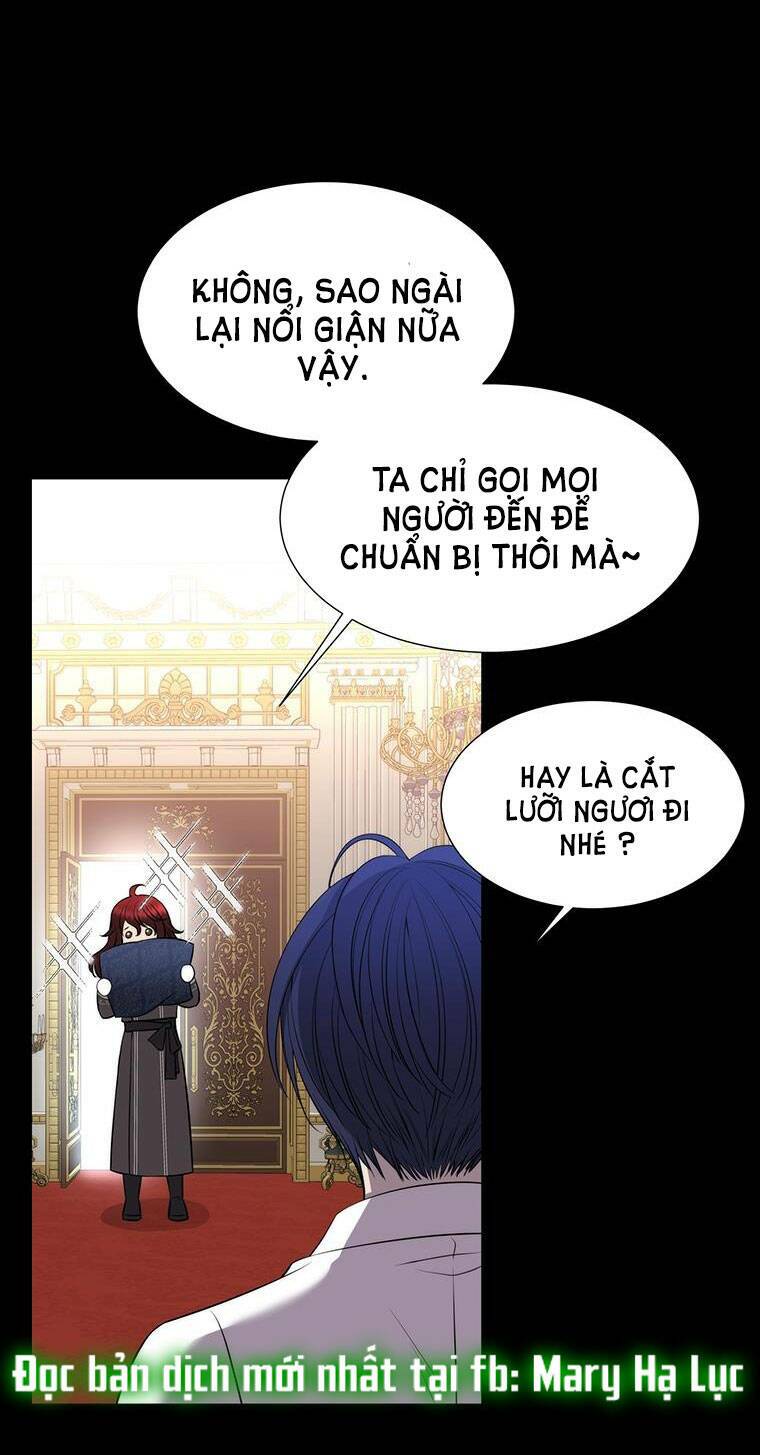 KHÔNG, SAO NGÀI
LẠI NỔI GIẬN NỮA
VẬY.
TA CHỈ GỌI MỌI
NGƯỜI ĐẾN ĐỂ
CHUẨN BỊ THÔI MÀ~
HAY LÀ CẮT
LƯỠI NGƯƠI ĐI
NHÉ ?
Đọc bản dịch mới nhất tại fb: Mary Hạ Lục